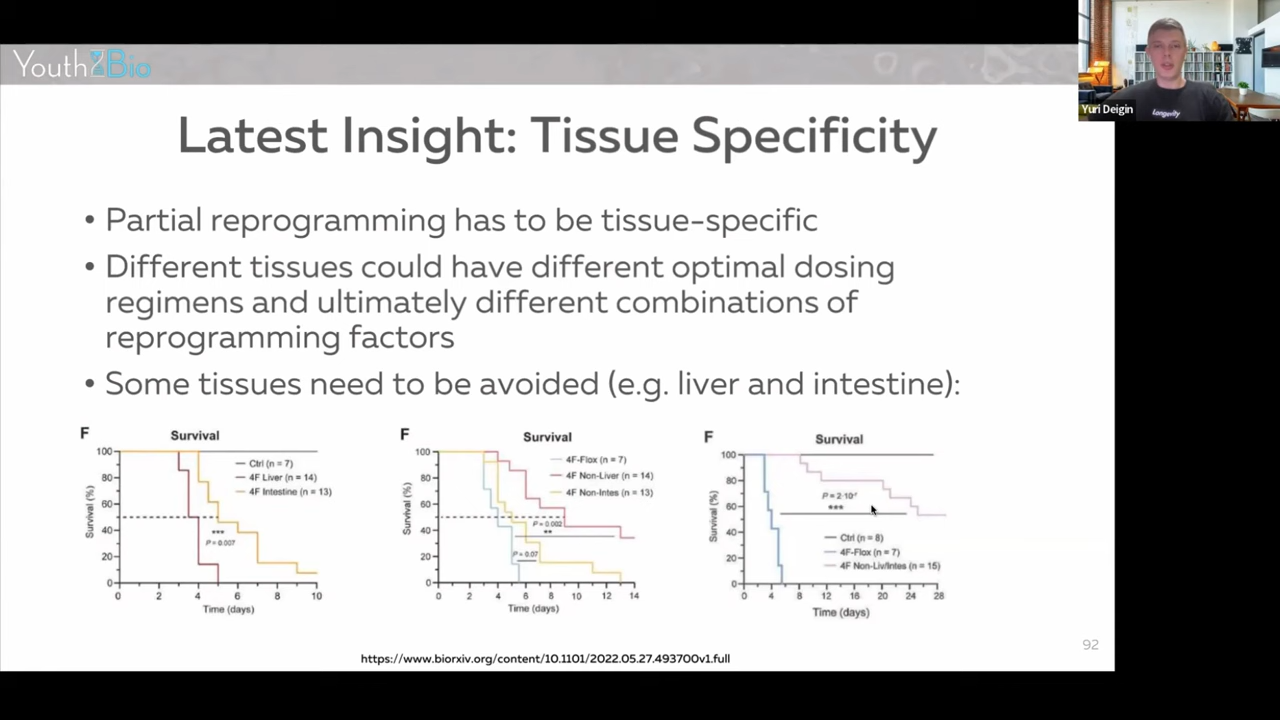 YouthBio
Yuri Deigin
Longevity
Latest Insight: Tissue Specificity
• Partial reprogramming has to be tissue-specific
• Different tissues could have different optimal dosing
regimens and ultimately different combinations of
reprogramming factors
• Some tissues need to be avoided (e.g. liver and intestine):
F
Survival
Survival (%)
100
80
60
40
20
0
Ctrl (n = 7)
4F Liver (n = 14)
4F Intestine (n = 13)
***
P = 0.007
0 2 4 6 8 10
Time (days)
F
Survival
Survival (%)
100
80
60
40
20
0
4F-Flox (n = 7)
4F Non-Liver (n = 14)
4F Non-Intes (n = 13)
P = 0.002
**
P = 0.07
0 2 4 6 8 10 12 14
Time (days)
F
Survival
Survival (%)
100
80
60
40
20
0
***
Ctrl (n = 8)
4F-Flox (n = 7)
4F Non-Liv/Intes (n = 15)
0 4 8 12 16 20 24 28
Time (days)
92
https://www.biorxiv.org/content/10.1101/2022.05.27.493700v1.full